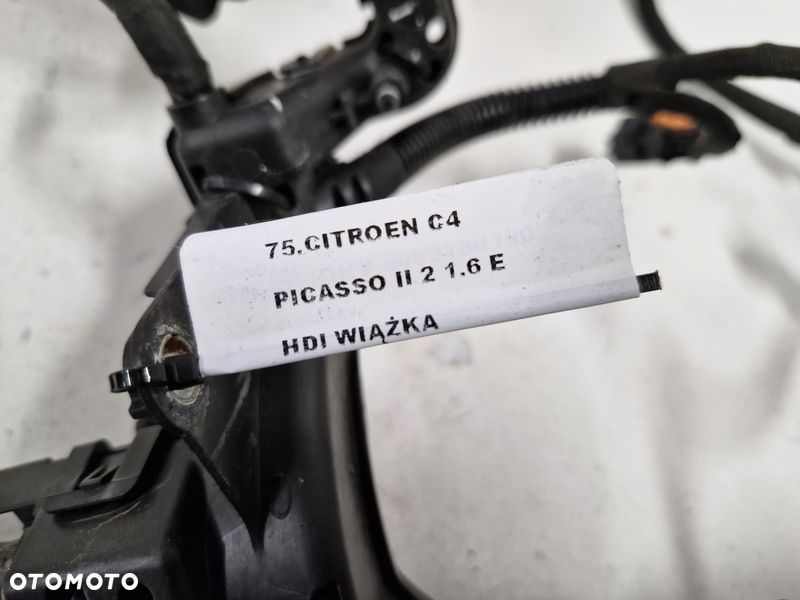 75.CITROEN C4
PICASSO II 2 1.6 E
HDI WIĄŻKA
OTOMOTO